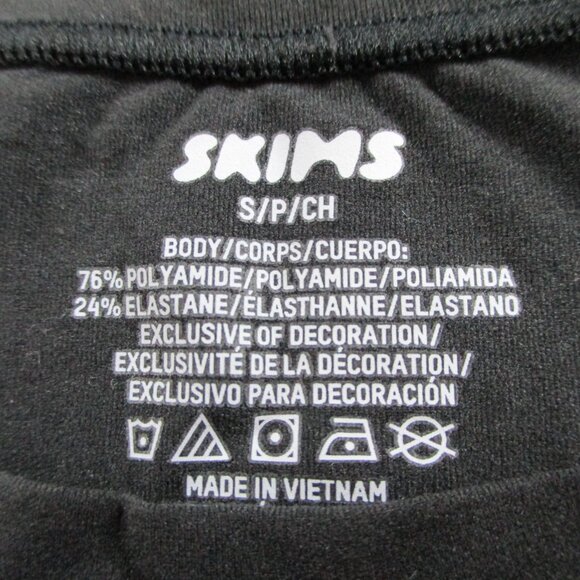 SKIMS
S/P/CH
BODY/CORPS/CUERPO:
76% POLYAMIDE/POLYAMIDE/POLIAMIDA
24% ELASTANE/ÉLASTHANNE/ELASTANO
EXCLUSIVE OF DECORATION/
EXCLUSIVITÉ DE LA DÉCORATION/
EXCLUSIVO PARA DECORACIÓN
MADE IN VIETNAM